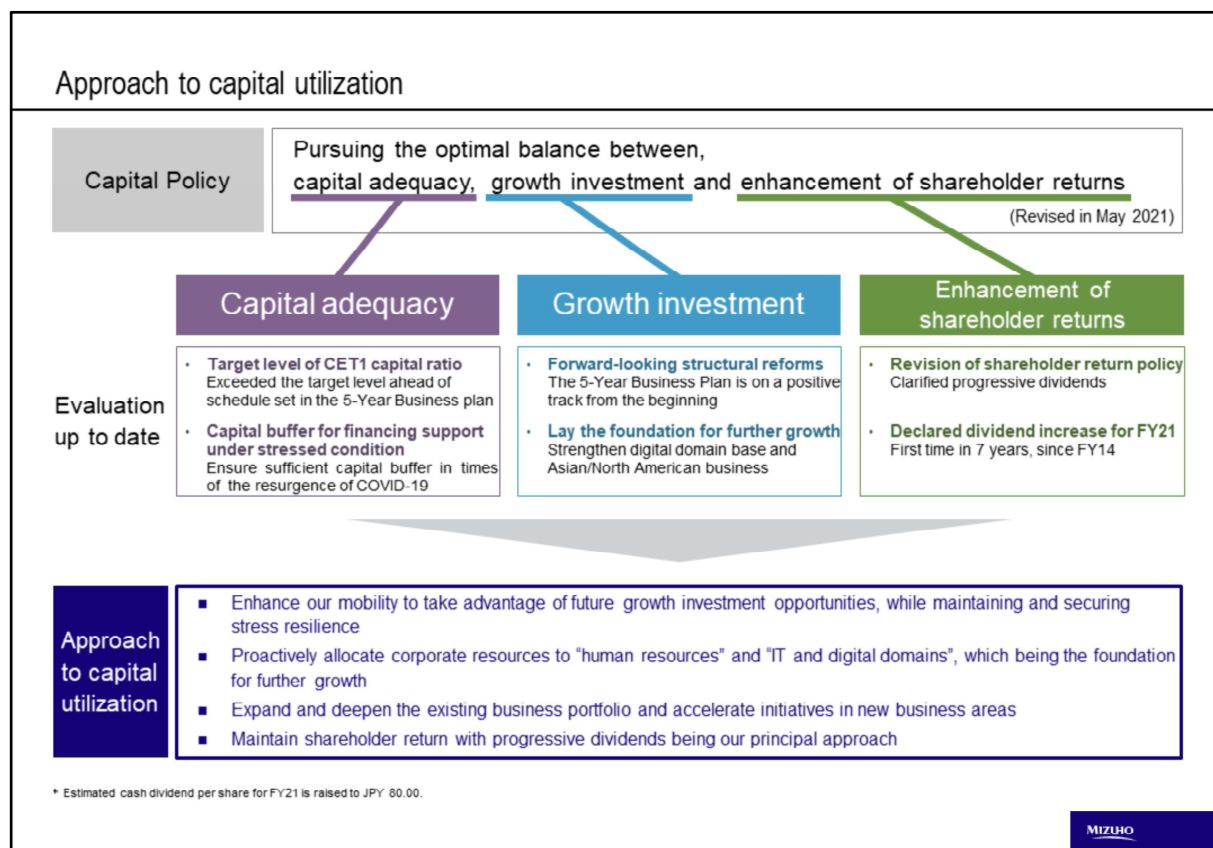 Approach to capital utilization
Capital Policy
Pursuing the optimal balance between,
capital adequacy, growth investment and enhancement of shareholder returns
(Revised in May 2021)
Capital adequacy
Growth investment
Enhancement of
shareholder returns
Evaluation
up to date
· Target level of CET1 capital ratio
Exceeded the target level ahead of
schedule set in the 5-Year Business plan
· Capital buffer for financing support
under stressed condition
Ensure sufficient capital buffer in times
of the resurgence of COVID-19
· Forward-looking structural reforms
The 5-Year Business Plan is on a positive
track from the beginning
· Lay the foundation for further growth
Strengthen digital domain base and
Asian/North American business
· Revision of shareholder return policy
Clarified progressive dividends
· Declared dividend increase for FY21
First time in 7 years, since FY14
Approach
to capital
utilization
■ Enhance our mobility to take advantage of future growth investment opportunities, while maintaining and securing
stress resilience
■ Proactively allocate corporate resources to “human resources” and “IT and digital domains”, which being the foundation
for further growth
■ Expand and deepen the existing business portfolio and accelerate initiatives in new business areas
■ Maintain shareholder return with progressive dividends being our principal approach
* Estimated cash dividend per share for FY21 is raised to JPY 80.00.
MIZUHO